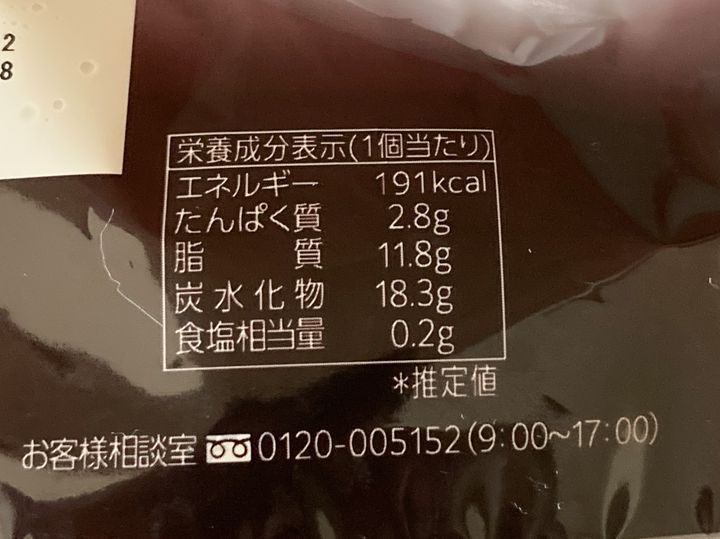 2
8
栄養成分表示(1個当たり)
エネルギー 191kcal
たんぱく質 2.8g
脂質 11.8g
炭水化物 18.3g
食塩相当量 0.2g
*推定値
お客様相談室 0120-005152(9:00~17:00)